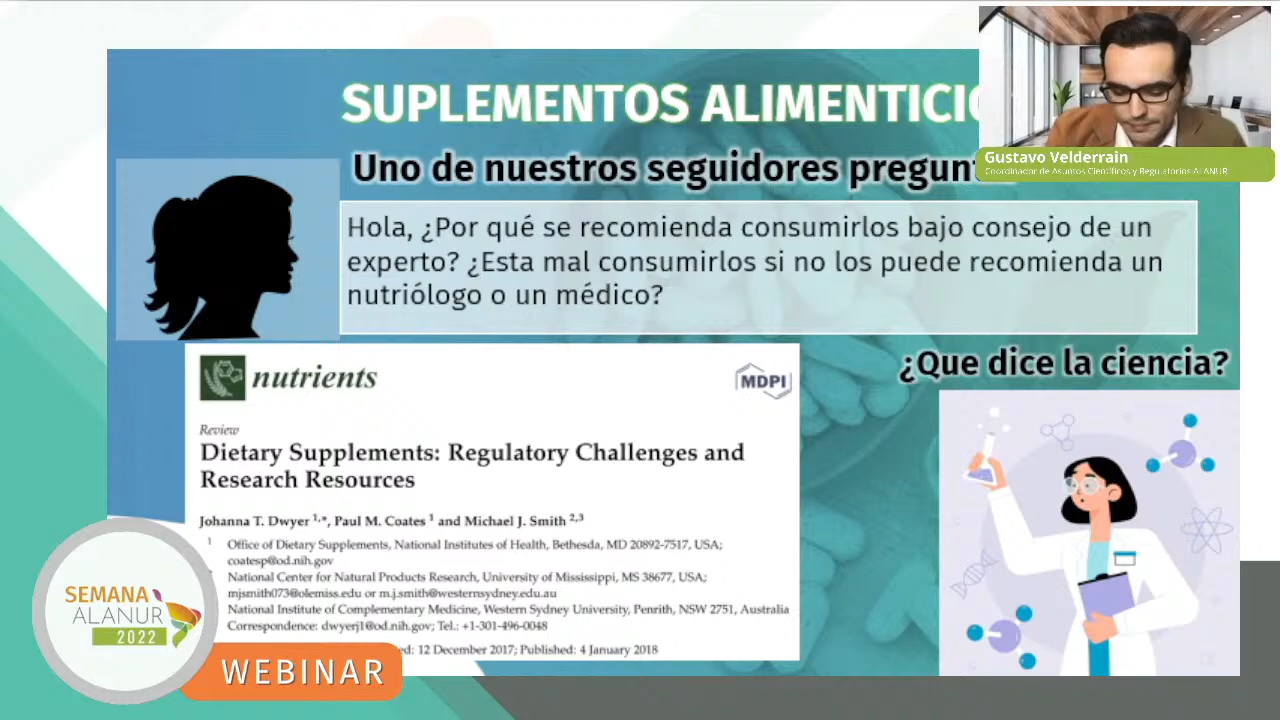 SUPLEMENTOS ALIMENTICIO
Gustavo Velderrain
Coordinador de Asuntos Científicos y Regulatorios ALANUR
Uno de nuestros seguidores pregunt
Hola, ¿Por qué se recomienda consumirlos bajo consejo de un
experto? ¿Esta mal consumirlos si no los puede recomienda un
nutriólogo o un médico?
¿Que dice la ciencia?
nutrients
MDPI
Review
Dietary Supplements: Regulatory Challenges and
Research Resources
Johanna T. Dwyer 1,*, Paul M. Coates 1 and Michael J. Smith 2,3
1 Office of Dietary Supplements, National Institutes of Health, Bethesda, MD 20892-7517, USA;
coatesp@od.nih.gov
National Center for Natural Products Research, University of Mississippi, MS 38677, USA;
mjsmith073@olemiss.edu or m.j.smith@westernsydney.edu.au
National Institute of Complementary Medicine, Western Sydney University, Penrith, NSW 2751, Australia
Correspondence: dwyerj1@od.nih.gov; Tel.: +1-301-496-0048
ed: 12 December 2017; Published: 4 January 2018
SEMANA
ALANUR
2022
WEBINAR